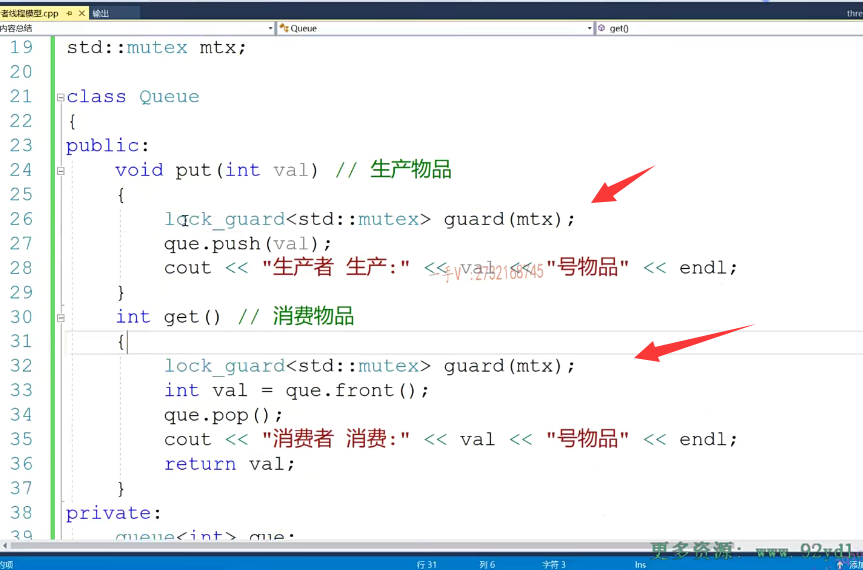 者线程模型.cpp
输出
thre
内容总结
Queue
get()
19 std::mutex mtx;
20
21 class Queue
22 {
23 public:
24 void put(int val) // 生产物品
25 {
26 lock_guard<std::mutex> guard(mtx);
27 que.push(val);
28 cout << "生产者 生产:" << val << "号物品" << endl;
29 }
30 int get() // 消费物品
31 {
32 lock_guard<std::mutex> guard(mtx);
33 int val = que.front();
34 que.pop();
35 cout << "消费者 消费:" << val << "号物品" << endl;
36 return val;
37 }
38 private:
39 queue<int> que;
更多资源: www.92ydl
的项
行 31
列 6
字符 3
Ins
添加